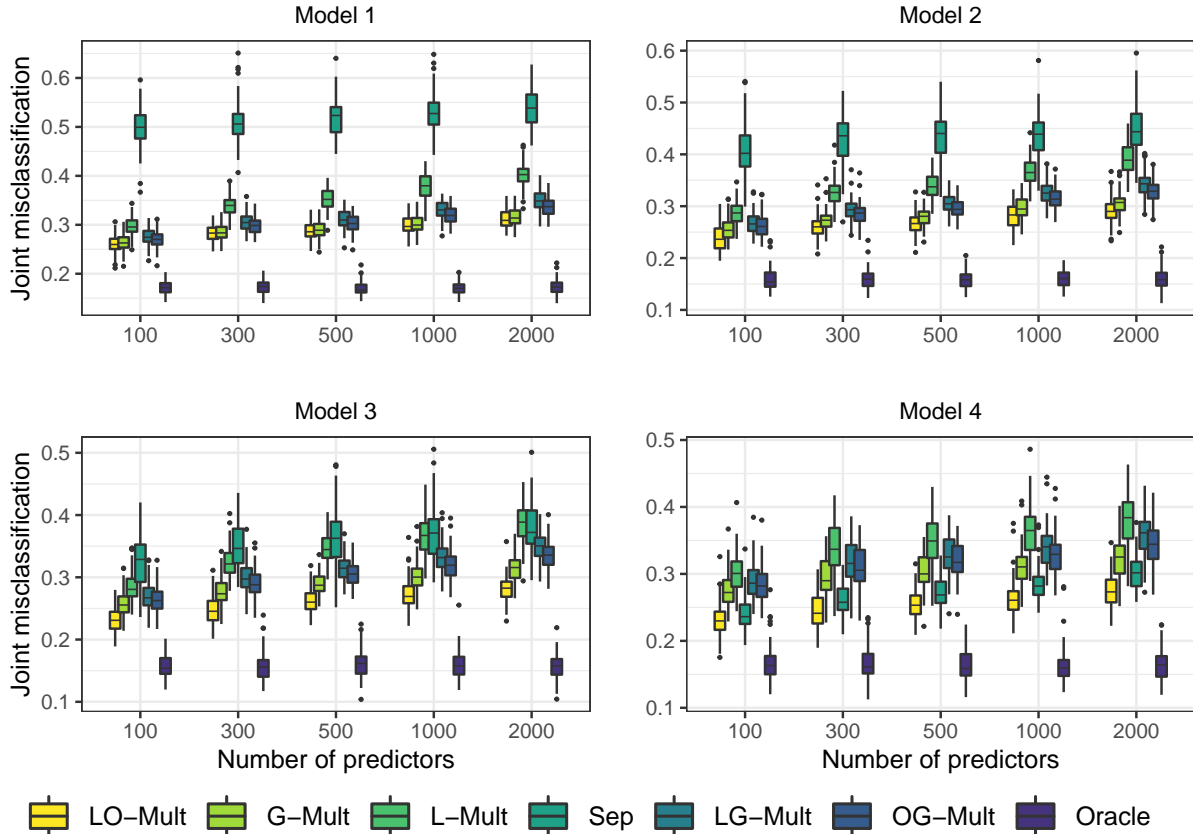 Model 1
Model 2
Joint misclassification
0.6
0.5
0.4
0.3
0.2
100 300 500 1000 2000
0.6
0.5
0.4
0.3
0.2
0.1
100 300 500 1000 2000
Model 3
Model 4
Joint misclassification
0.5
0.4
0.3
0.2
0.1
100 300 500 1000 2000
Number of predictors
0.5
0.4
0.3
0.2
0.1
100 300 500 1000 2000
Number of predictors
LO−Mult G−Mult L−Mult Sep LG−Mult OG−Mult Oracle